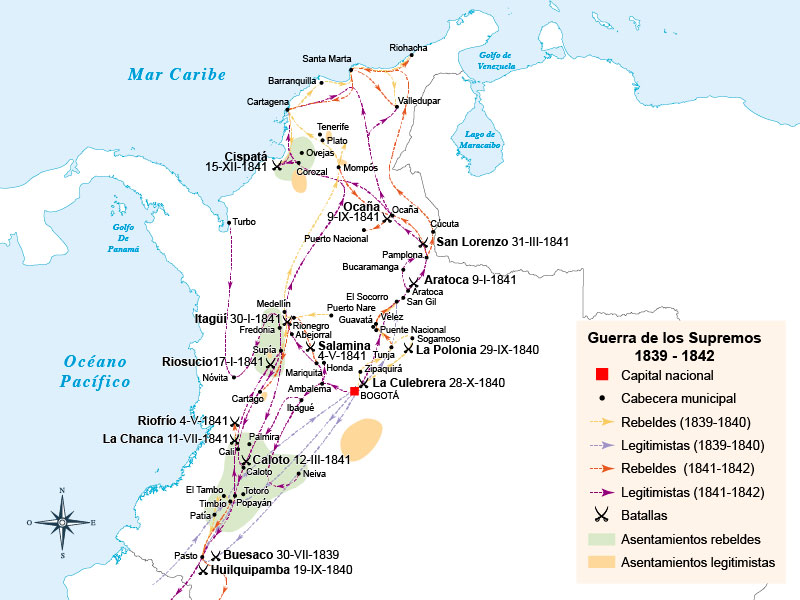 Riohacha
Santa Marta
Mar Caribe
Golfo de
Venezuela
Barranquilla
Cartagena
Valledupar
Tenerife
Plato
Lago de
Maracaibo
Ovejas
Cispatá
15-XII-1841
Corozal
Mompós
Ocaña
9-IX-1841
Ocaña
Turbo
Golfo
De
Panamá
Puerto Nacional
Cúcuta
San Lorenzo 31-III-1841
Pamplona
Bucaramanga
Aratoca 9-I-1841
Aratoca
El Socorro
San Gil
Medellín
Puerto Nare
Itagüí 30-I-1841
Rionegro
Guavatá
Vélez
Fredonia
Abejorral
Puente Nacional
Sogamoso
Salamina
4-V-1841
Supía
Tunja
La Polonia 29-IX-1840
Riosucio17-I-1841
Honda
Mariquita
Zipaquirá
Océano
Pacífico
Nóvita
La Culebrera 28-X-1840
Ambalema
BOGOTÁ
Cartago
Ibagué
Riofrío 4-V-1841
La Chanca 11-VII-1841
Palmira
Cali
Caloto 12-III-1841
Caloto
Neiva
El Tambo
Totoró
Timbío
Popayán
Patía
N
O
E
S
Pasto
Buesaco 30-VII-1839
Huilquipamba 19-IX-1840
Guerra de los Supremos
1839 - 1842
Capital nacional
Cabecera municipal
Rebeldes (1839-1840)
Legitimistas (1839-1840)
Rebeldes (1841-1842)
Legitimistas (1841-1842)
Batallas
Asentamientos rebeldes
Asentamientos legitimistas